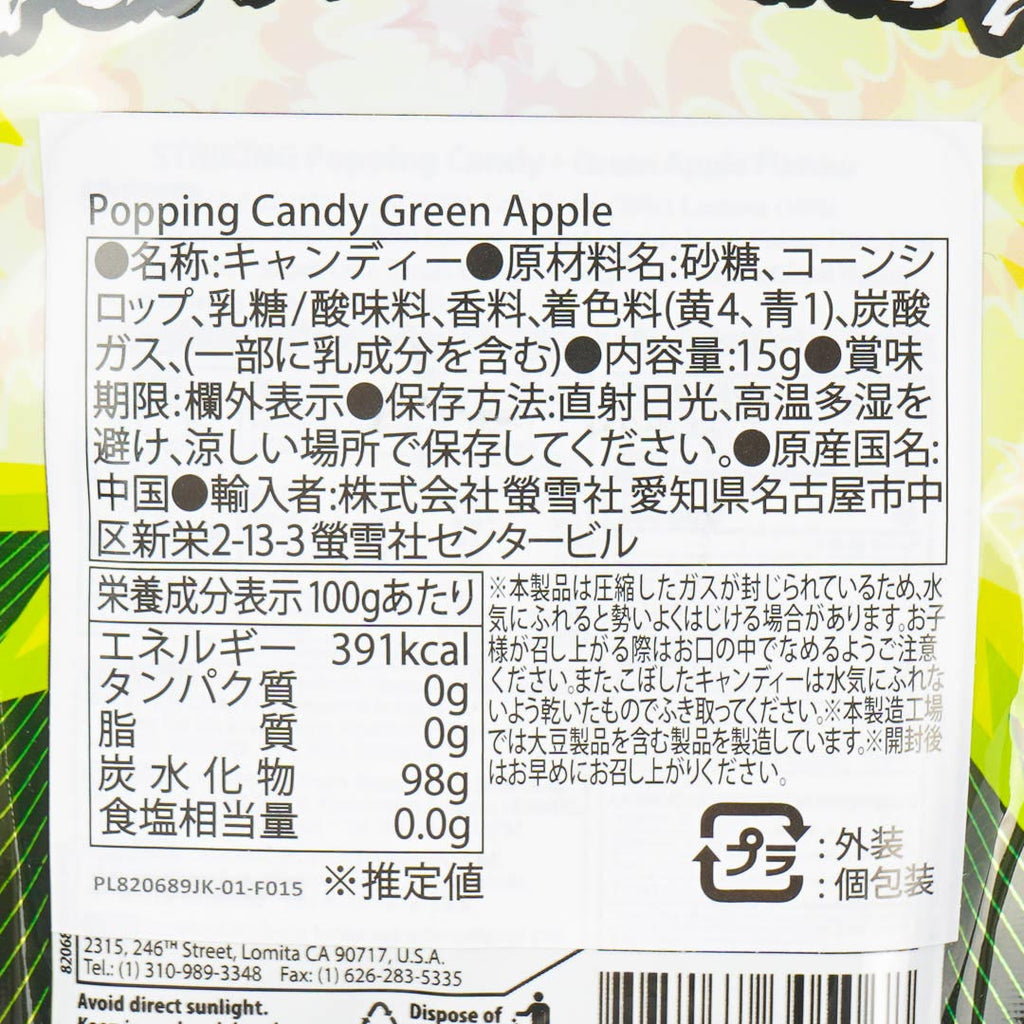 Popping Candy Green Apple
●名称:キャンディー●原材料名:砂糖、コーンシ
ロップ、乳糖/酸味料、香料、着色料(黄4、青1)、炭酸
ガス、(一部に乳成分を含む)●内容量:15g●賞味
期限:欄外表示●保存方法:直射日光、高温多湿を
避け、涼しい場所で保存してください。●原産国名:
中国●輸入者:株式会社螢雪社 愛知県名古屋市中
区新栄2-13-3螢雪社センタービル
栄養成分表示100gあたり
エネルギー 391kcal
タンパク質 0g
脂質 0g
炭水化物 98g
食塩相当量 0.0g
PL820689JK-01-F015 ※推定値
※本製品は圧縮したガスが封じられているため、水
気にふれると勢いよくはじける場合があります。お子
様が召し上がる際はお口の中でなめるようご注意
ください。また、こぼしたキャンディーは水気にふれな
いよう乾いたものでふき取ってください。※本製造工場
では大豆製品を含む製品を製造しています。※開封後
はお早めにお召し上がりください。
プラ
:外装
:個包装
82068
2315, 246TH Street, Lomita CA 90717, U.S.A.
Tel.: (1) 310-989-3348 Fax: (1) 626-283-5335
Avoid direct sunlight.
Dispose of